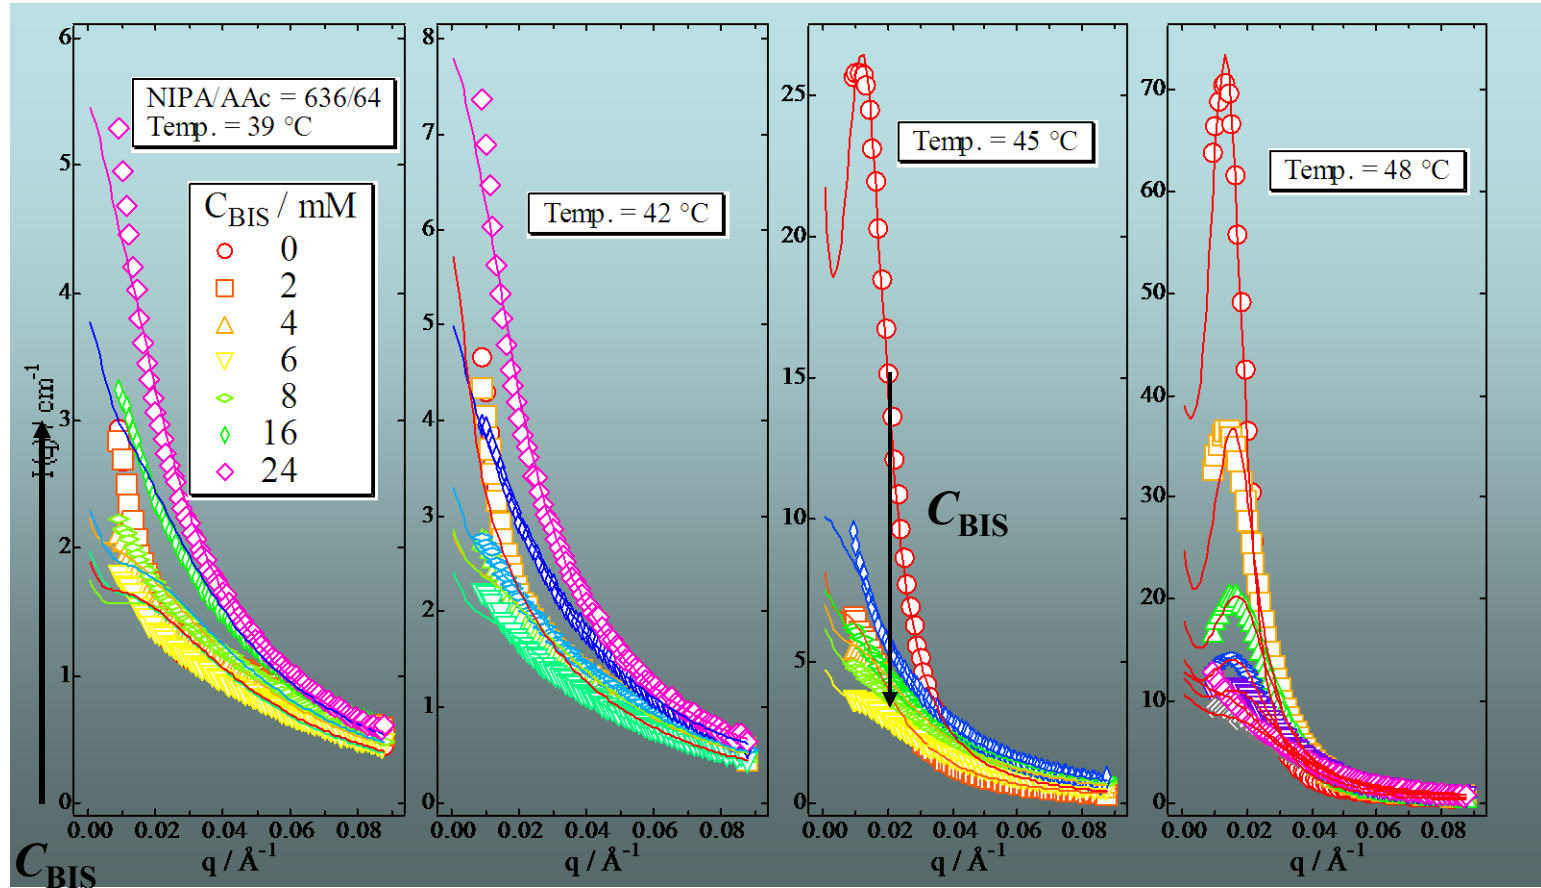 NIPA/AAc = 636/64
Temp. = 39 °C
C_BIS / mM
0
2
4
6
8
16
24
6
5
4
3
2
1
0
I(q) / cm⁻¹
0.00 0.02 0.04 0.06 0.08
q / Å⁻¹
C_BIS
Temp. = 42 °C
8
7
6
5
4
3
2
1
0
0.00 0.02 0.04 0.06 0.08
q / Å⁻¹
Temp. = 45 °C
C_BIS
25
20
15
10
5
0
0.00 0.02 0.04 0.06 0.08
q / Å⁻¹
Temp. = 48 °C
70
60
50
40
30
20
10
0
0.00 0.02 0.04 0.06 0.08
q / Å⁻¹